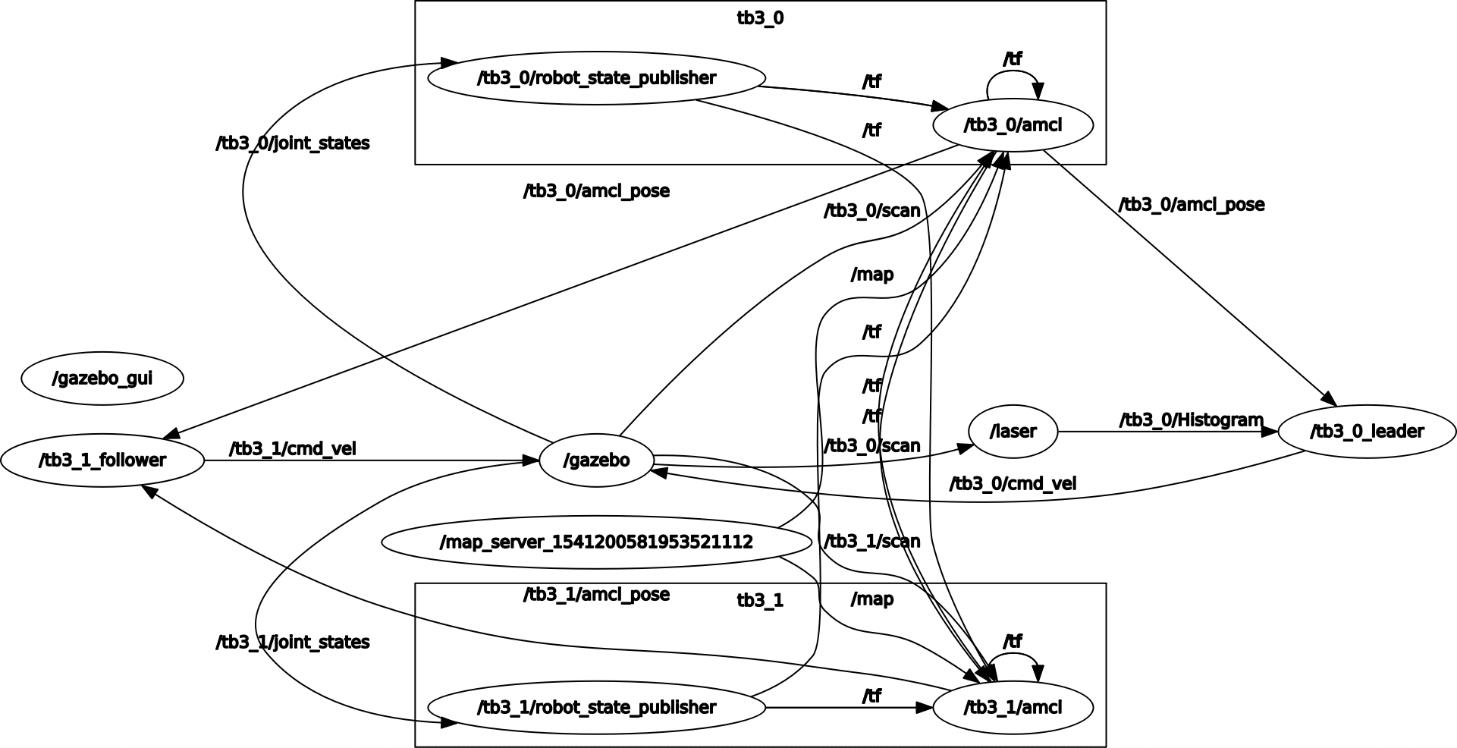 tb3_0
/tf
/tb3_0/robot_state_publisher
/tf
/tb3_0/amcl
/tf
/tb3_0/joint_states
/tb3_0/amcl_pose
/tb3_0/amcl_pose
/tb3_0/scan
/map
/tf
/gazebo_gui
/tf
/tf
/tb3_0/Histogram
/laser
/tb3_0_leader
/tb3_1/cmd_vel
/tb3_0/scan
/tb3_1_follower
/gazebo
/tb3_0/cmd_vel
/map_server_1541200581953521112
/tb3_1/scan
/tb3_1/amcl_pose
tb3_1
/map
/tb3_1/joint_states
/tf
/tf
/tb3_1/robot_state_publisher
/tb3_1/amcl